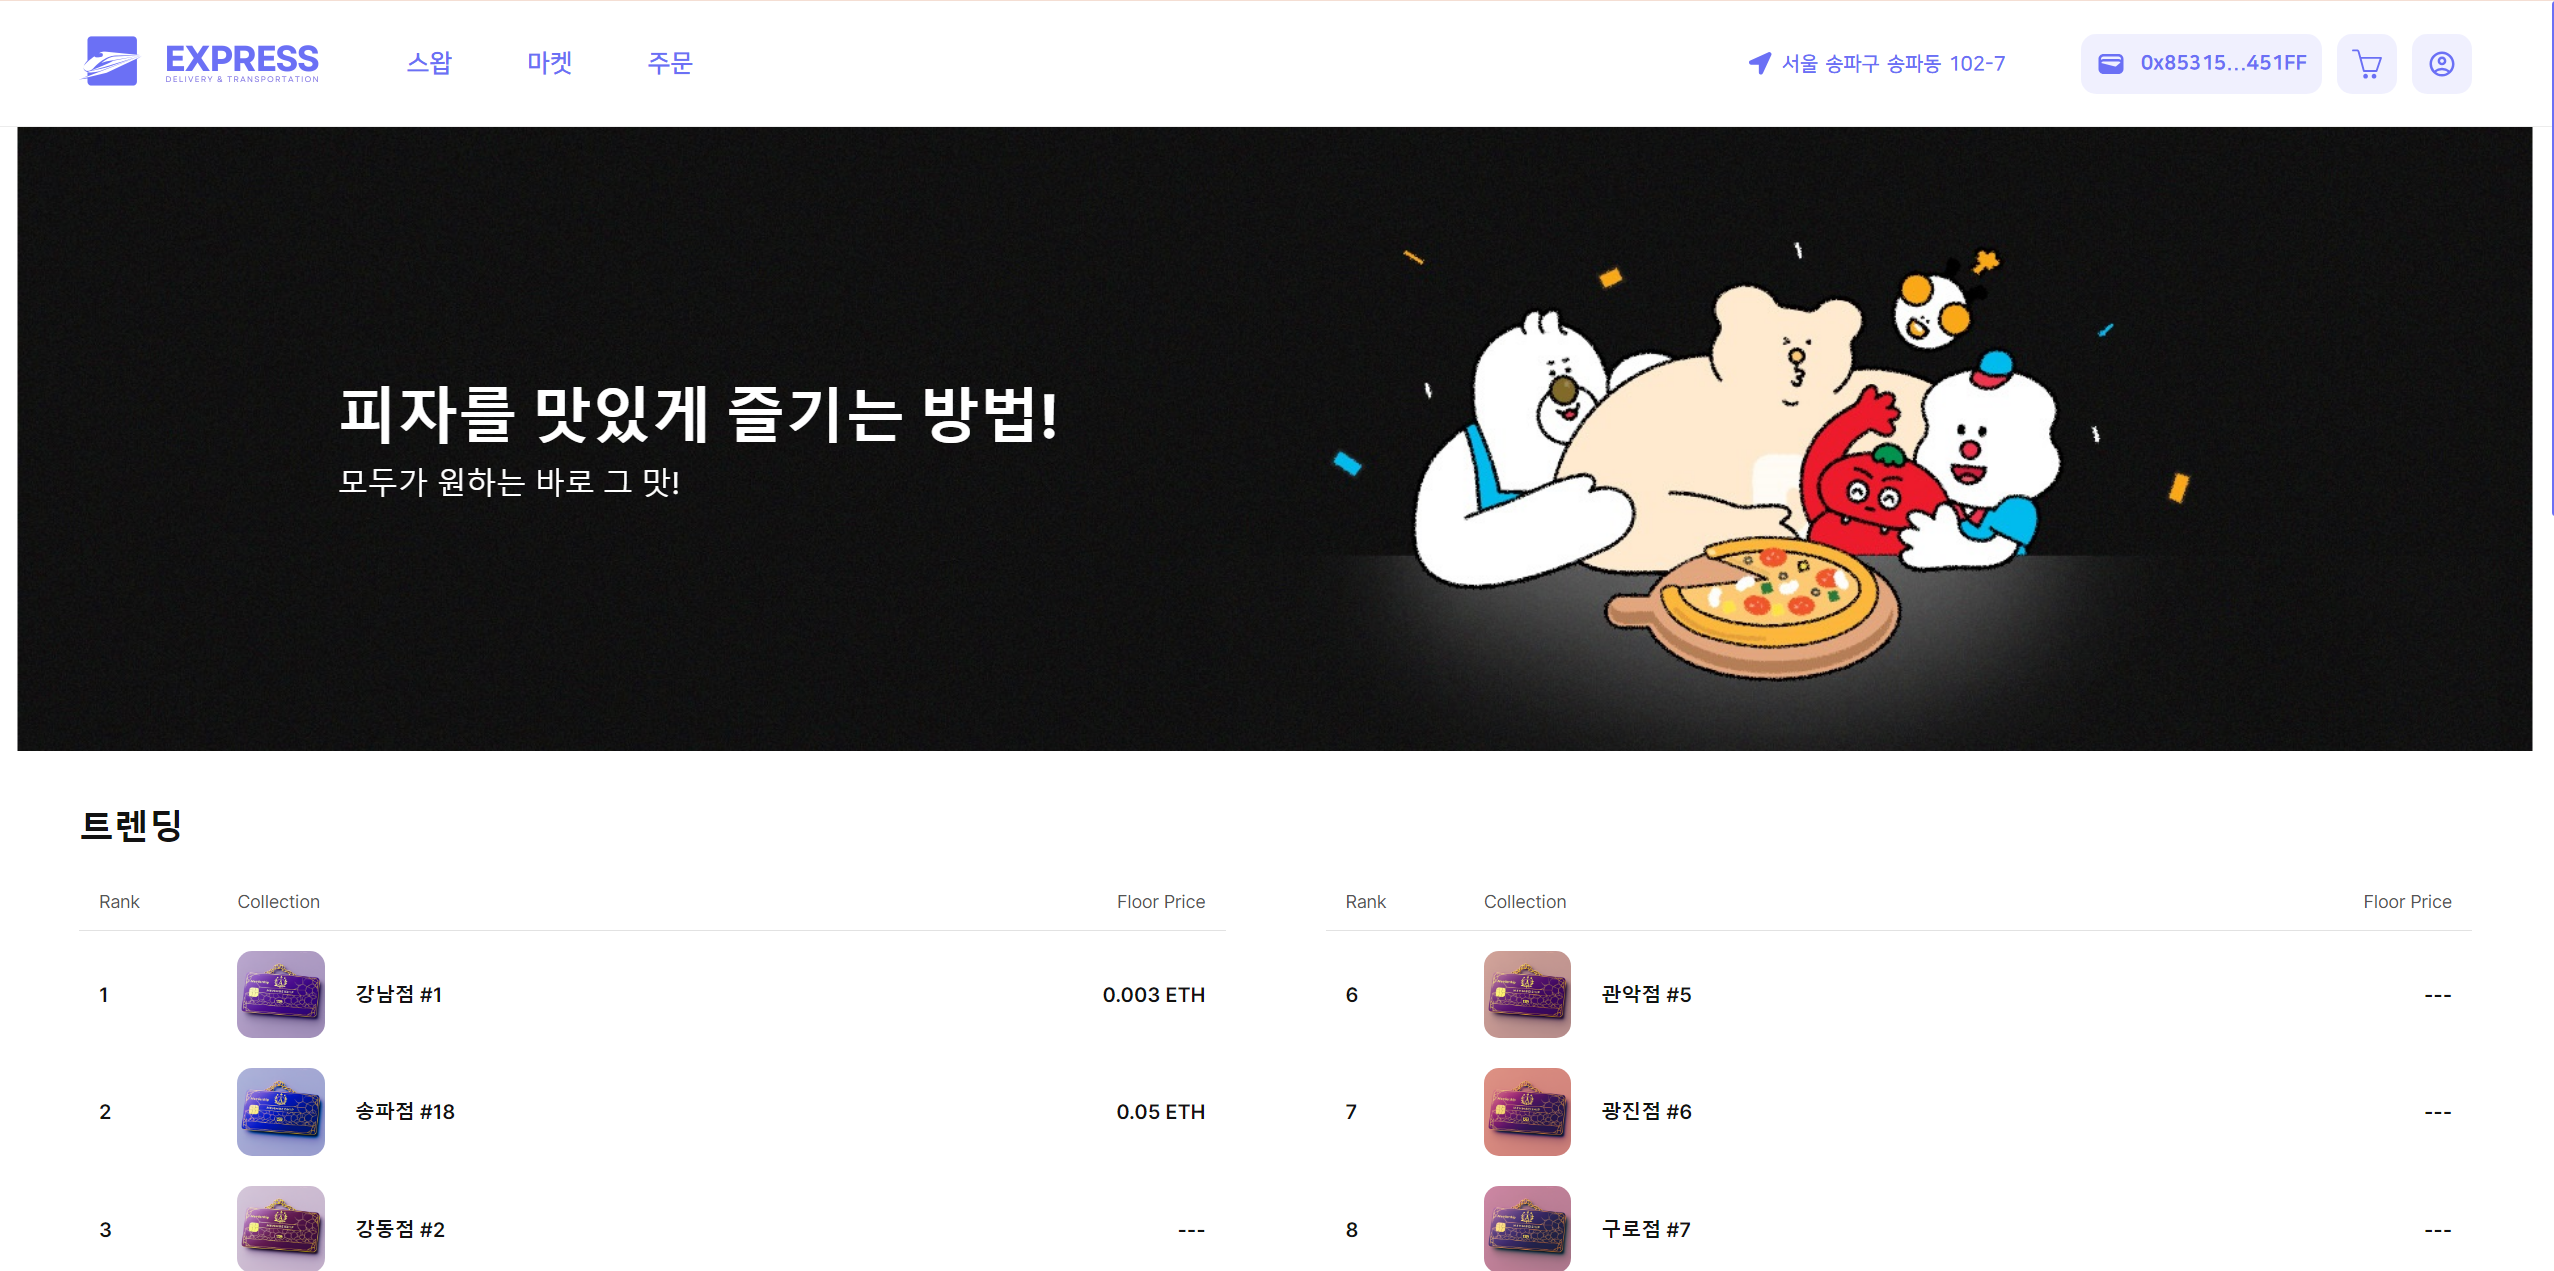 EXPRESS
DELIVERY & TRANSPORTATION
스왑
마켓
주문
서울 송파구 송파동 102-7
0x85315...451FF
피자를 맛있게 즐기는 방법!
모두가 원하는 바로 그 맛!
트렌딩
Rank Collection Floor Price
1 강남점 #1 0.003 ETH
2 송파점 #18 0.05 ETH
3 강동점 #2 ---
Rank Collection Floor Price
6 관악점 #5 ---
7 광진점 #6 ---
8 구로점 #7 ---